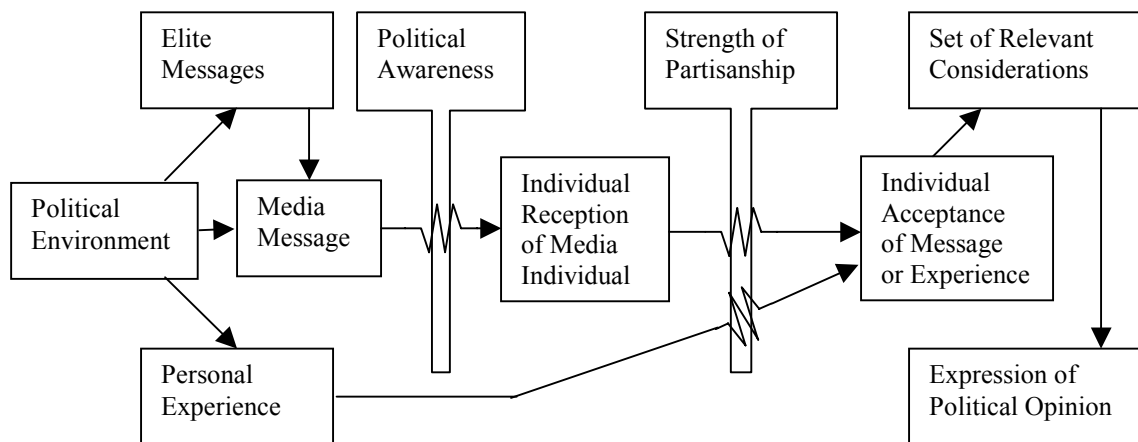 Elite
Messages
Political
Awareness
Strength of
Partisanship
Set of Relevant
Considerations
Political
Environment
Media
Message
Individual
Reception
of Media
Individual
Individual
Acceptance
of Message
or Experience
Personal
Experience
Expression of
Political Opinion